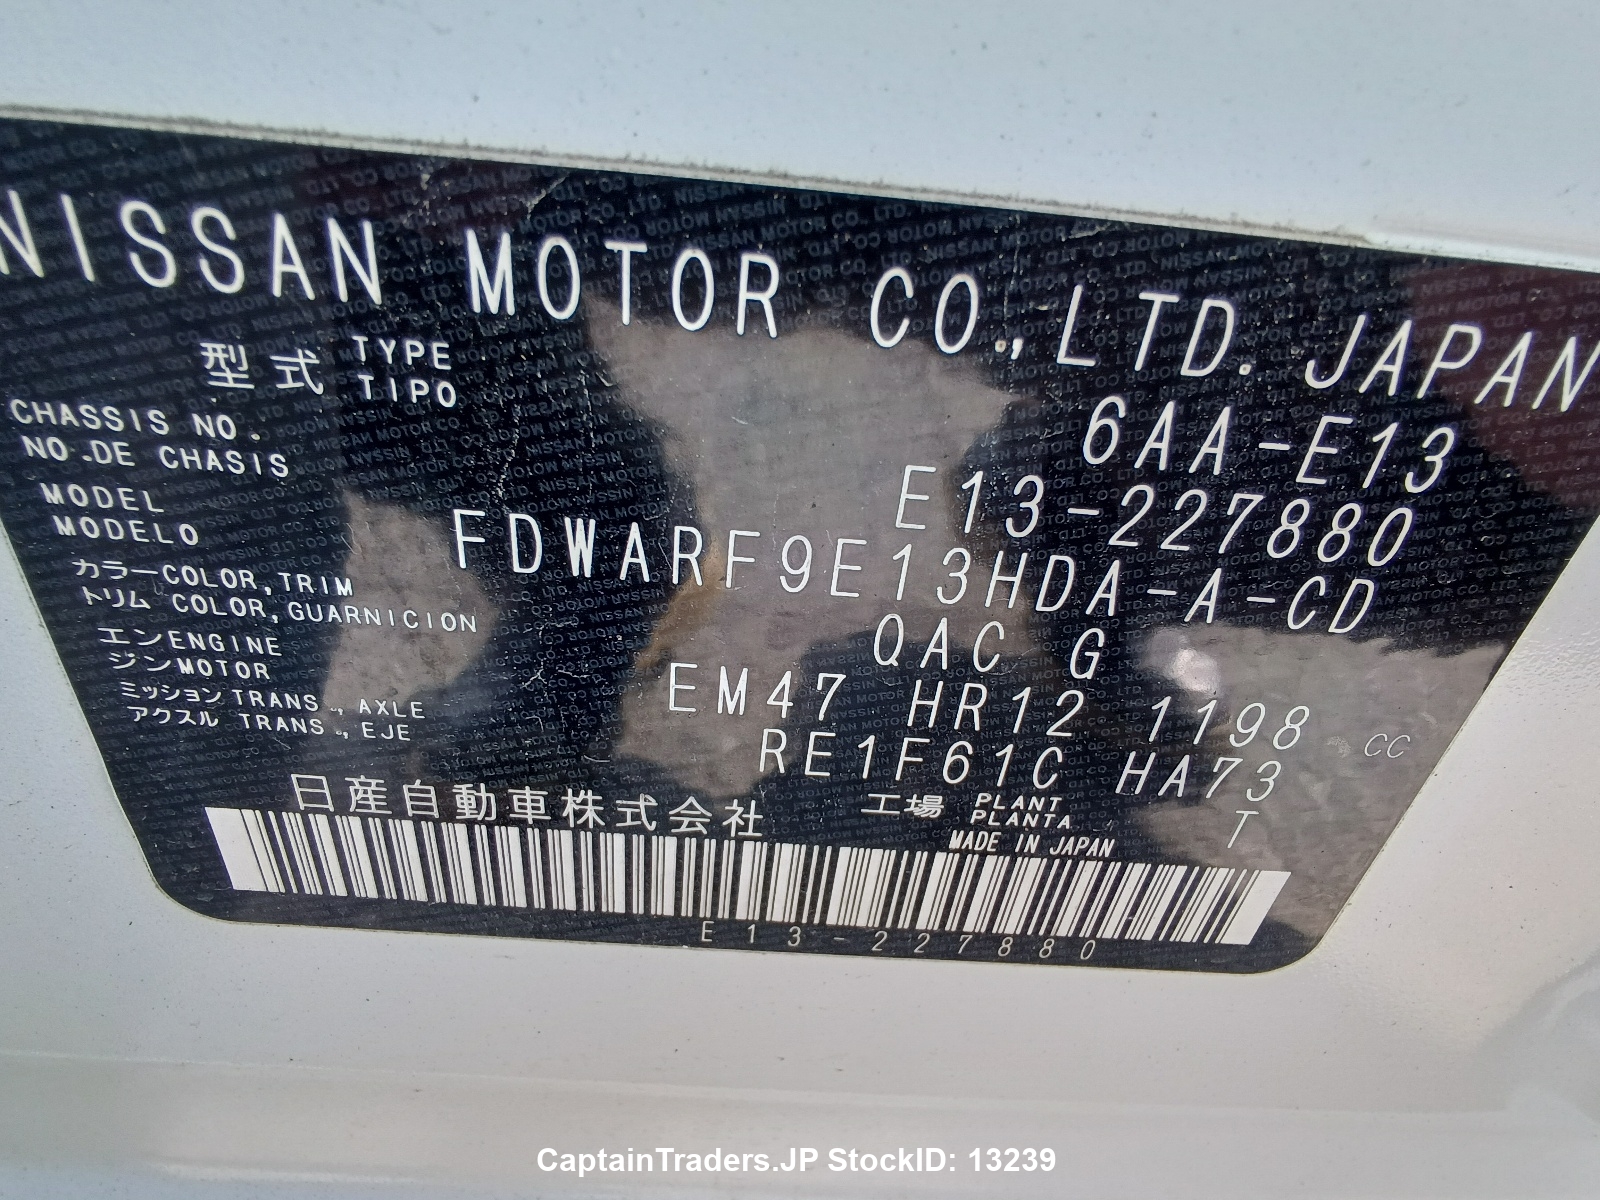 NISSAN MOTOR CO.,LTD. JAPAN
型式 TYPE TIPO 6AA-E13
CHASSIS NO.
NO.DE CHASIS E13-227880
MODEL
MODELO FDWARF9E13HDA-A-CD
カラーCOLOR,TRIM
トリム COLOR,GUARNICION QAC G
エンENGINE
ジンMOTOR EM47 HR12 1198 CC
ミッションTRANS., AXLE
アクスル TRANS., EJE RE1F61C HA73
日産自動車株式会社 工場 PLANT PLANTA T
MADE IN JAPAN
E13-227880
CaptainTraders.JP StockID: 13239